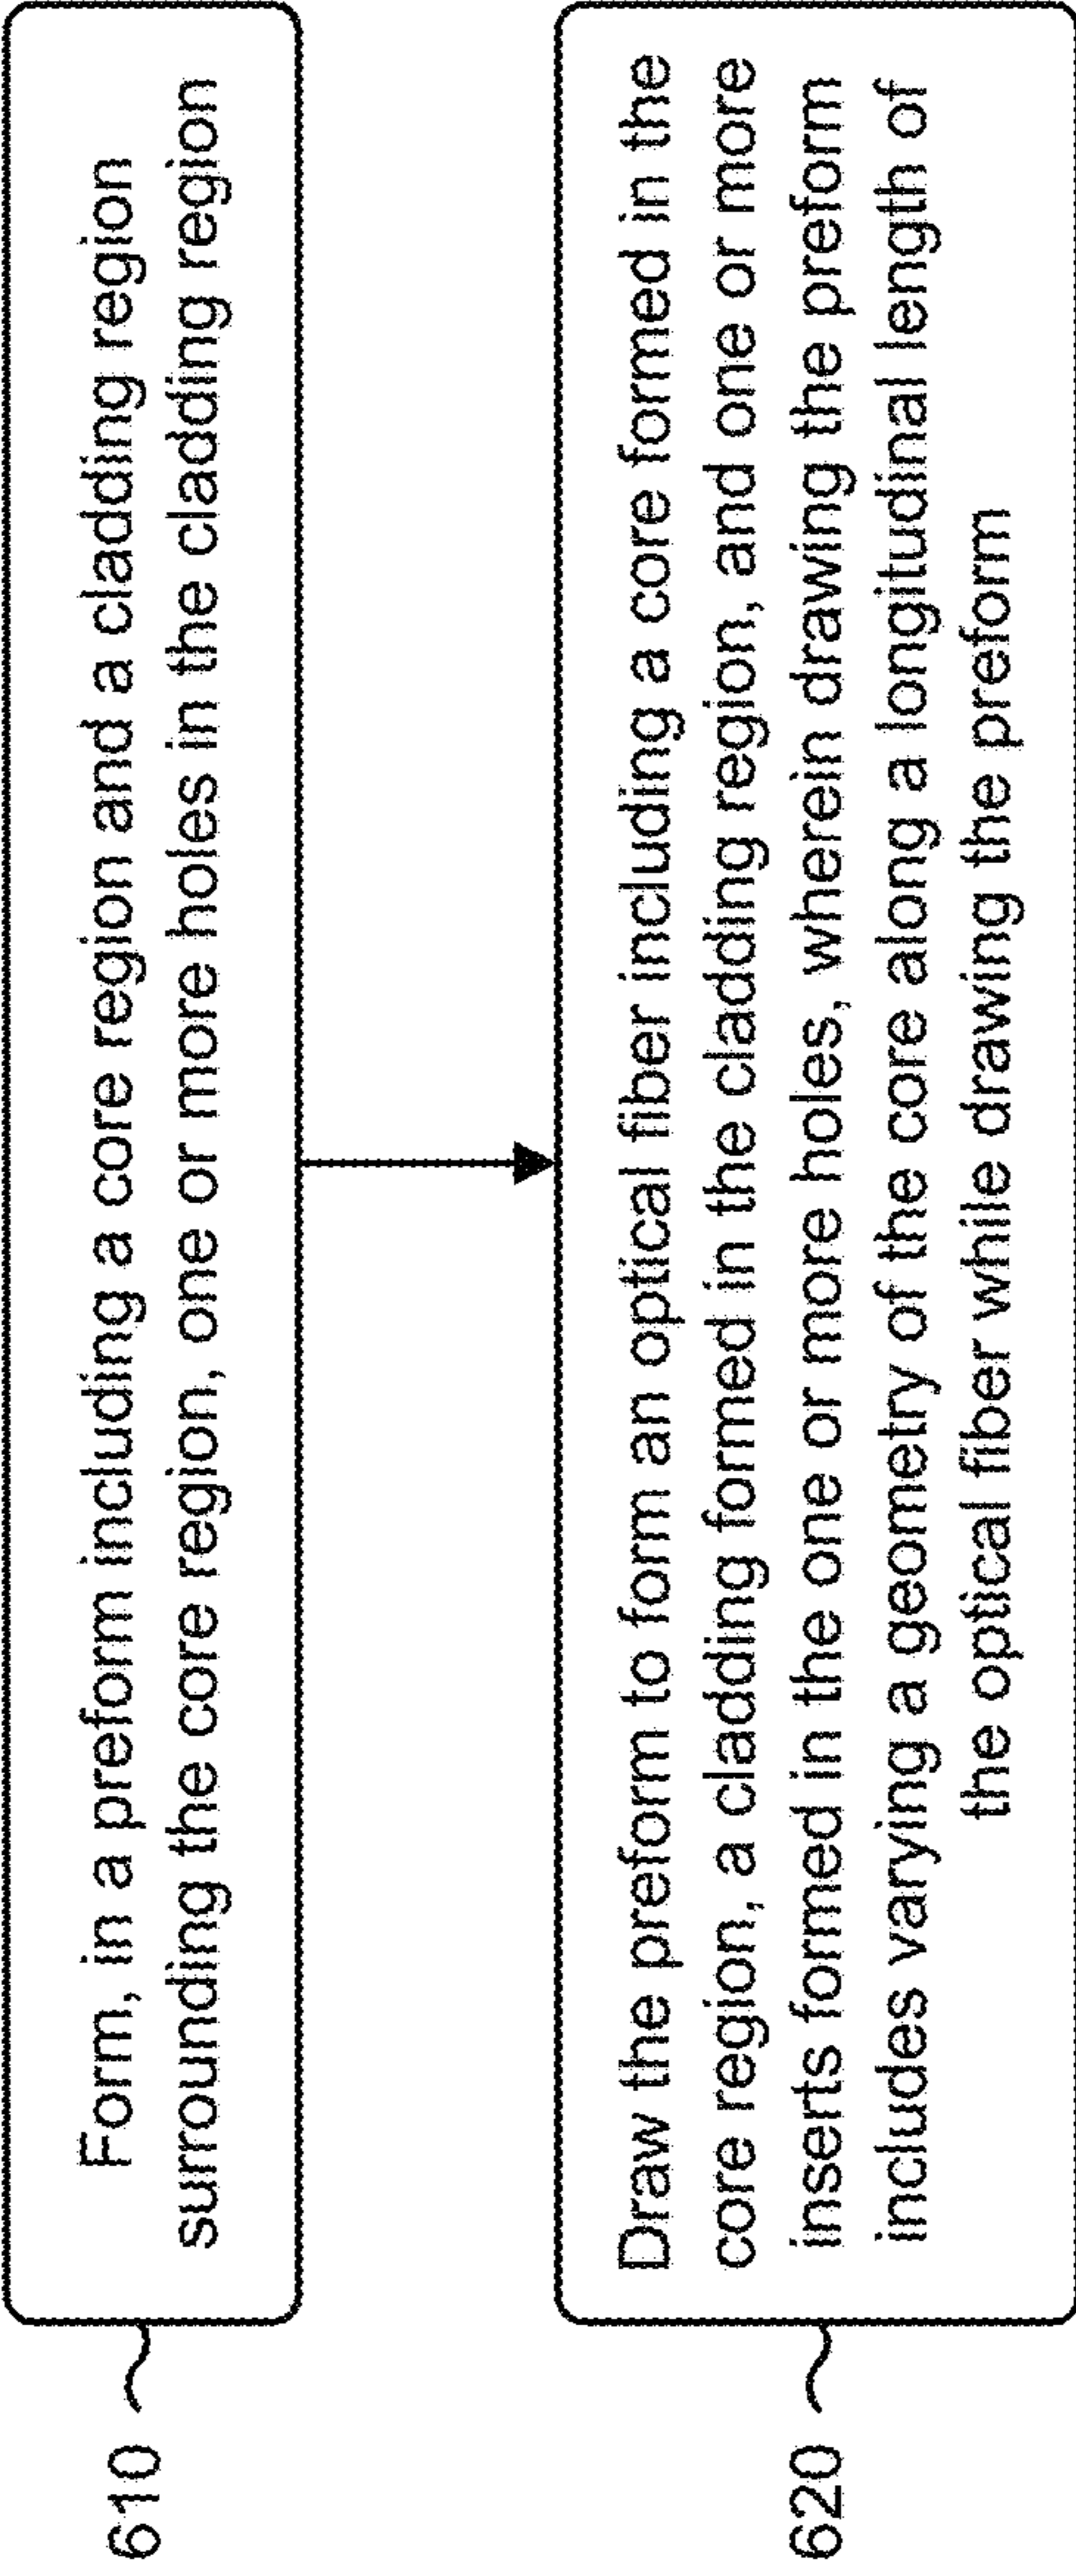 610
Form, in a preform including a core region and a cladding region
surrounding the core region, one or more holes in the cladding region
620
Draw the preform to form an optical fiber including a core formed in the
core region, a cladding formed in the cladding region, and one or more
inserts formed in the one or more holes, wherein drawing the preform
includes varying a geometry of the core along a longitudinal length of
the optical fiber while drawing the preform